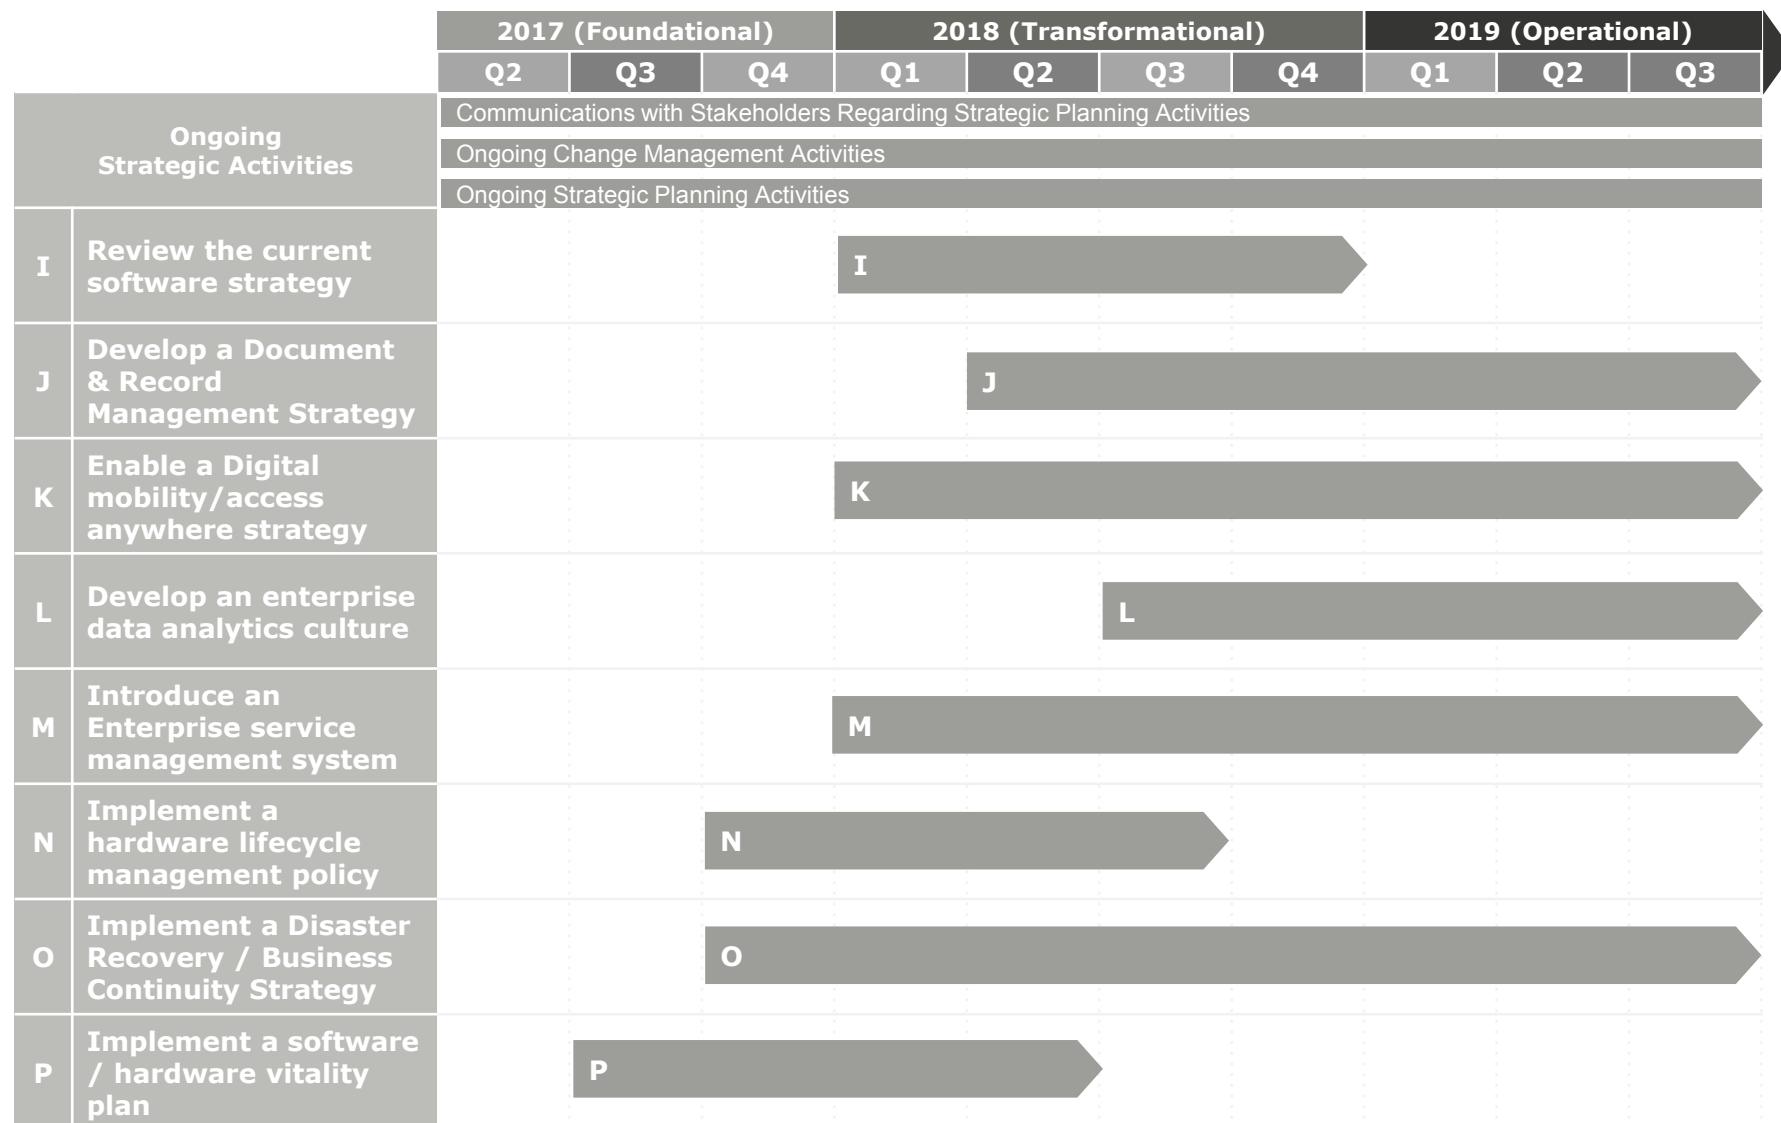 2017 (Foundational) 2018 (Transformational) 2019 (Operational)
Q2 Q3 Q4 Q1 Q2 Q3 Q4 Q1 Q2 Q3
Ongoing
Strategic Activities
Communications with Stakeholders Regarding Strategic Planning Activities
Ongoing Change Management Activities
Ongoing Strategic Planning Activities
I
Review the current
software strategy
I
J
Develop a Document
& Record
Management Strategy
J
K
Enable a Digital
mobility/access
anywhere strategy
K
L
Develop an enterprise
data analytics culture
L
M
Introduce an
Enterprise service
management system
M
N
Implement a
hardware lifecycle
management policy
N
O
Implement a Disaster
Recovery / Business
Continuity Strategy
O
P
Implement a software
/ hardware vitality
plan
P